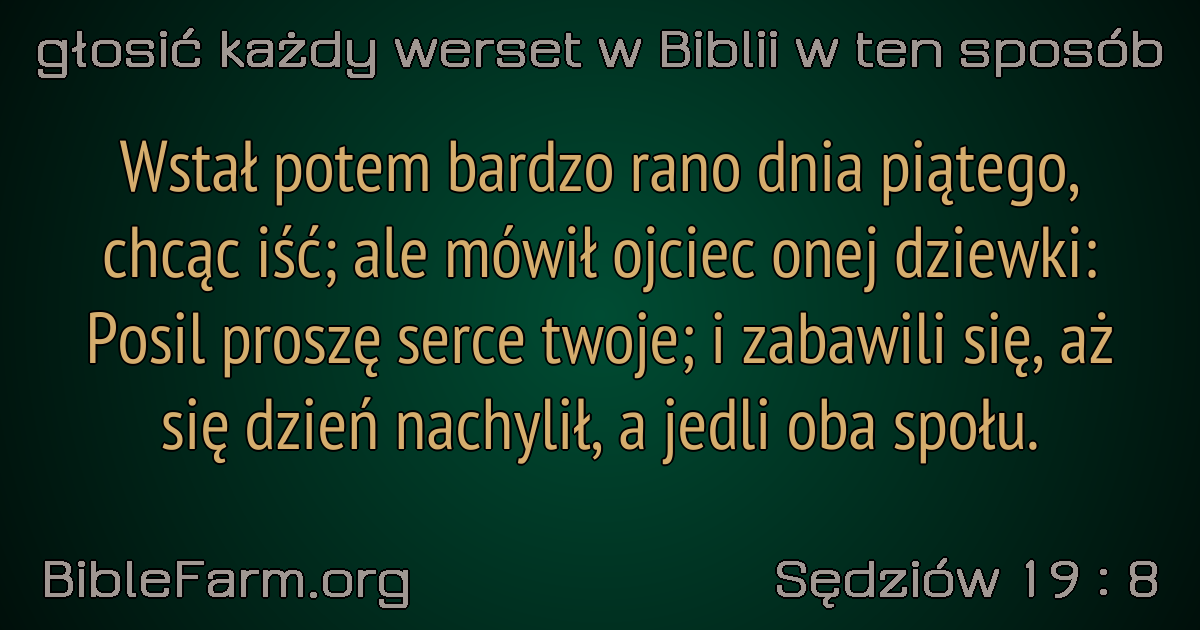 głosić każdy werset w Biblii w ten sposób
Wstał potem bardzo rano dnia piątego,
chcąc iść; ale mówił ojciec onej dziewki:
Posil proszę serce twoje; i zabawili się, aż
się dzień nachylił, a jedli oba społu.
BibleFarm.org
Sędziów 19 : 8